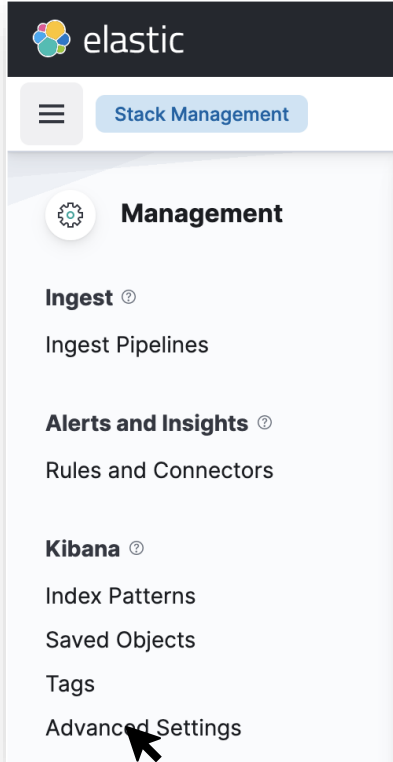 elastic
Stack Management
Management
Ingest
Ingest Pipelines
Alerts and Insights
Rules and Connectors
Kibana
Index Patterns
Saved Objects
Tags
Advanced Settings